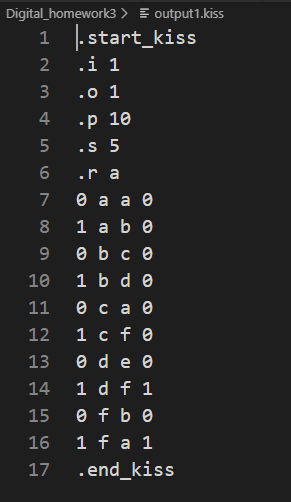 Digital_homework3 > output1.kiss
1 .start_kiss
2 .i 1
3 .o 1
4 .p 10
5 .s 5
6 .r a
7 0 a a 0
8 1 a b 0
9 0 b c 0
10 1 b d 0
11 0 c a 0
12 1 c f 0
13 0 d e 0
14 1 d f 1
15 0 f b 0
16 1 f a 1
17 .end_kiss